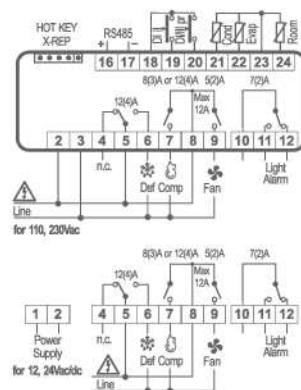 HOT KEY
X-REP
RS485
+ -
DI II
Cond
Evap
Room
16 17 18 19 20 21 22 23 24
8(3)A or 12(4)A 5(2)A 7(2)A
12(4)A
Max
12A
2 3 4 5 6 7 8 9 10 11 12
n.c.
Def Comp Fan
Light
Alarm
Line
for 110, 230Vac
8(3)A or 12(4)A 5(2)A 7(2)A
12(4)A
Max
12A
1 2 4 5 6 7 8 9 10 11 12
Power
Supply
n.c.
Def Comp Fan
Light
Alarm
for 12, 24Vac/dc
Line